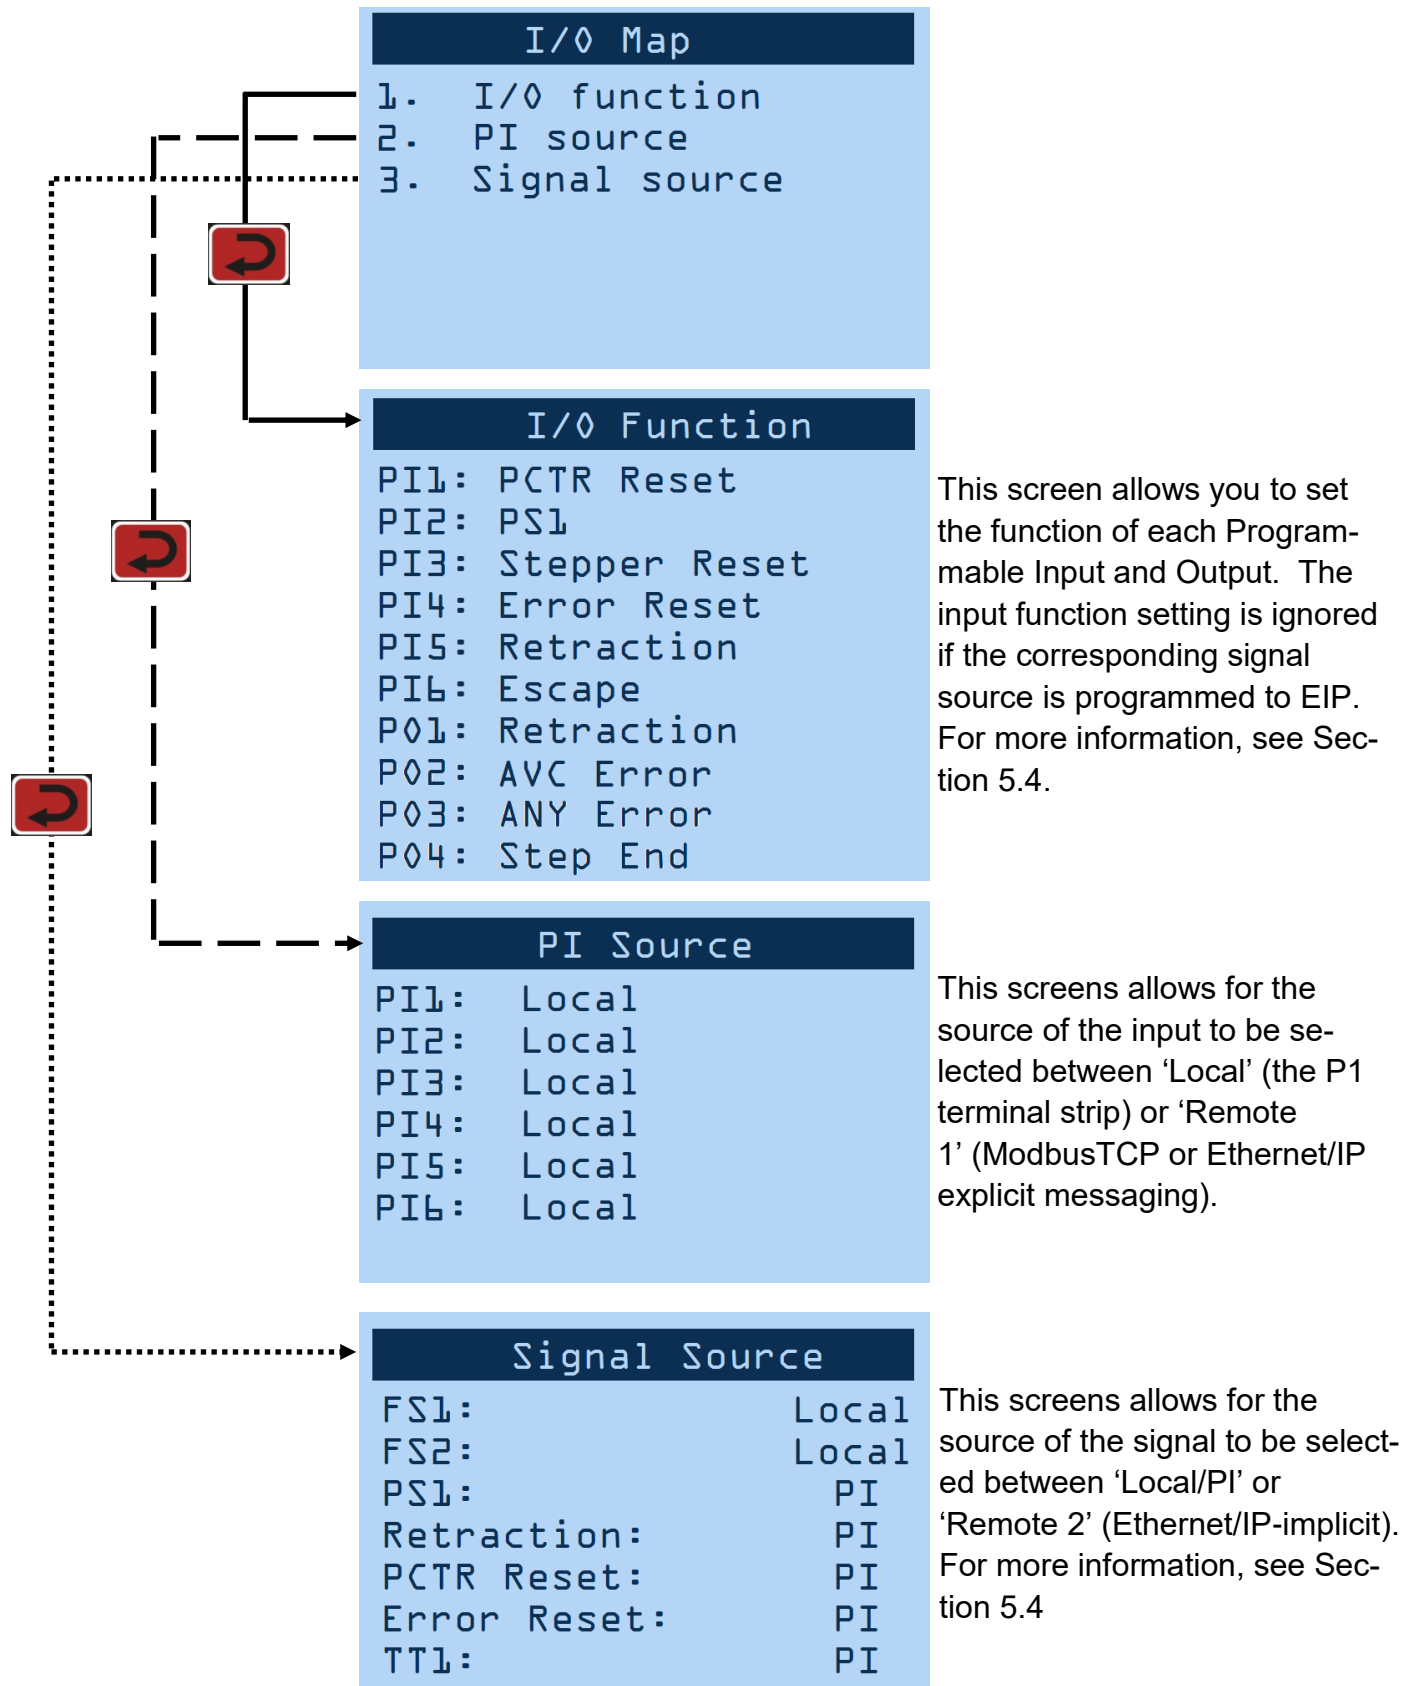 I/O Map
1. I/O function
2. PI source
3. Signal source
I/O Function
PI1: PCTR Reset
PI2: PS1
PI3: Stepper Reset
PI4: Error Reset
PI5: Retraction
PI6: Escape
PO1: Retraction
PO2: AVC Error
PO3: ANY Error
PO4: Step End
This screen allows you to set
the function of each Program-
mable Input and Output.  The
input function setting is ignored
if the corresponding signal
source is programmed to EIP.
For more information, see Sec-
tion 5.4.
PI Source
PI1: Local
PI2: Local
PI3: Local
PI4: Local
PI5: Local
PI6: Local
This screens allows for the
source of the input to be se-
lected between ‘Local’ (the P1
terminal strip) or ‘Remote
1’ (ModbusTCP or Ethernet/IP
explicit messaging).
Signal Source
FS1: Local
FS2: Local
PS1: PI
Retraction: PI
PCTR Reset: PI
Error Reset: PI
TT1: PI
This screens allows for the
source of the signal to be select-
ed between ‘Local/PI’ or
‘Remote 2’ (Ethernet/IP-implicit).
For more information, see Sec-
tion 5.4